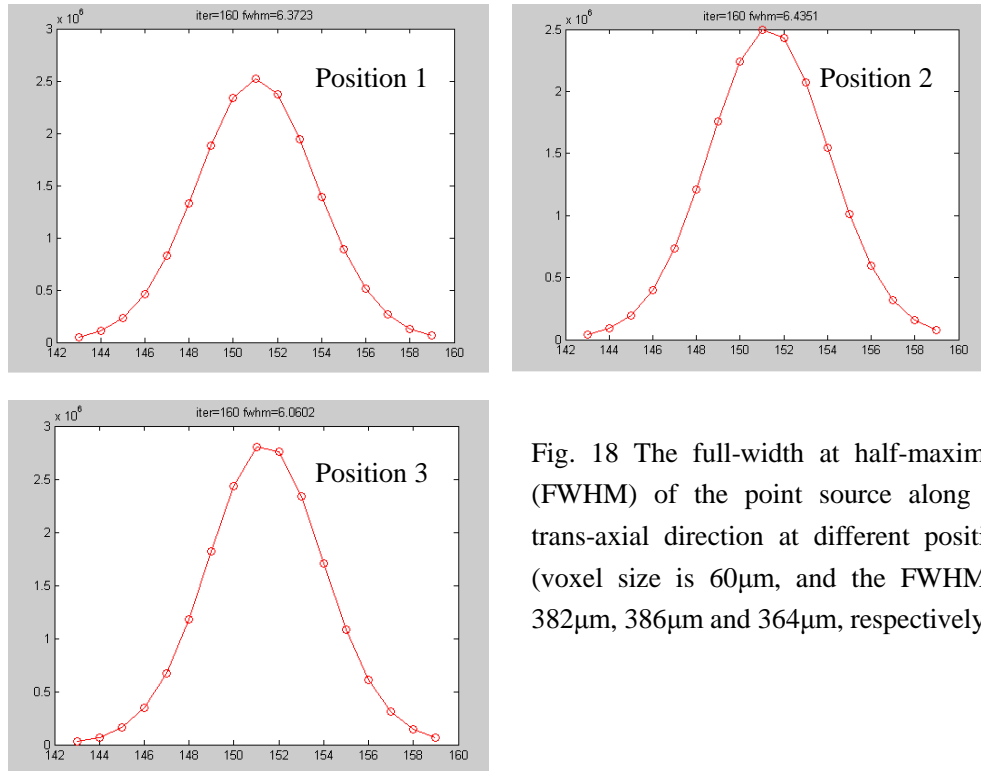 iter=160 fwhm=6.3723
x 10^6
Position 1
3
2.5
2
1.5
1
0.5
0
142 144 146 148 150 152 154 156 158 160
iter=160 fwhm=6.4351
x 10^6
Position 2
2.5
2
1.5
1
0.5
0
142 144 146 148 150 152 154 156 158 160
iter=160 fwhm=6.0602
x 10^6
Position 3
3
2.5
2
1.5
1
0.5
0
142 144 146 148 150 152 154 156 158 160
Fig. 18 The full-width at half-maxim
(FWHM) of the point source along
trans-axial direction at different positi
(voxel size is 60μm, and the FWHM
382μm, 386μm and 364μm, respectively